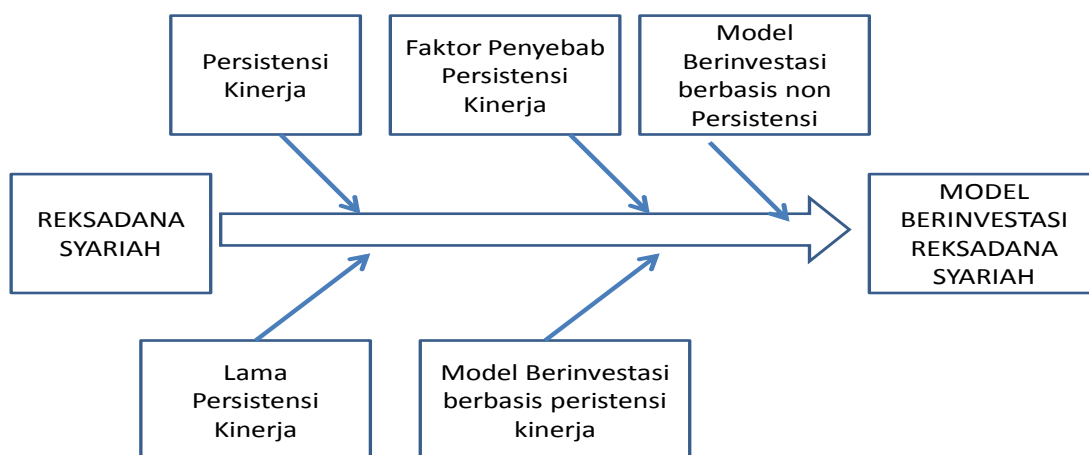 Persistensi
Kinerja
Faktor Penyebab
Persistensi
Kinerja
Model
Berinvestasi
berbasis non
Persistensi
REKSADANA
SYARIAH
MODEL
BERINVESTASI
REKSADANA
SYARIAH
Lama
Persistensi
Kinerja
Model Berinvestasi
berbasis peristensi
kinerja